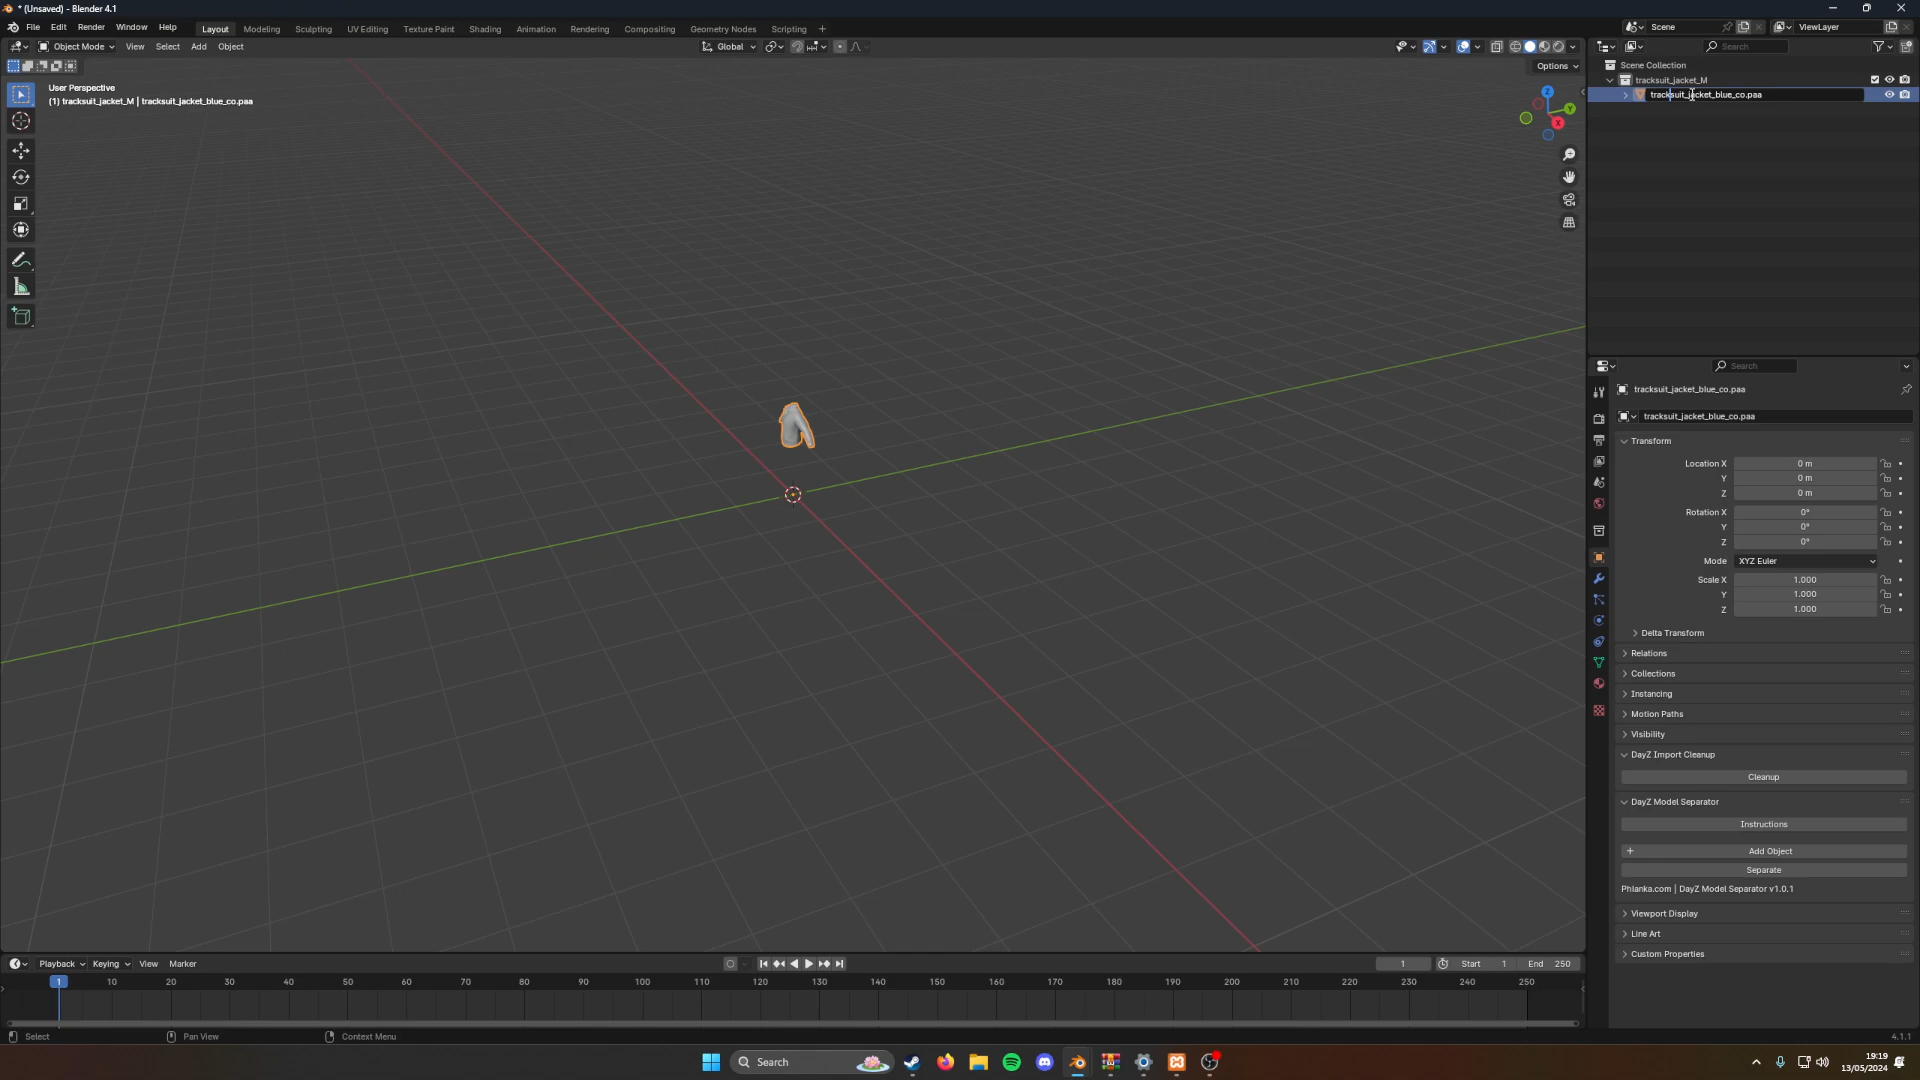 * (Unsaved) - Blender 4.1
File Edit Render Window Help Layout Modeling Sculpting UV Editing Texture Paint Shading Animation Rendering Compositing Geometry Nodes Scripting + Scene ViewLayer
Object Mode View Select Add Object Global Search
Options
User Perspective
(1) tracksuit_jacket_M | tracksuit_jacket_blue_co.paa
Z
Y
X
Scene Collection
tracksuit_jacket_M
tracksuit_jacket_blue_co.paa
Search
tracksuit_jacket_blue_co.paa
tracksuit_jacket_blue_co.paa
Transform
Location X 0 m
Y 0 m
Z 0 m
Rotation X 0°
Y 0°
Z 0°
Mode XYZ Euler
Scale X 1.000
Y 1.000
Z 1.000
Delta Transform
Relations
Collections
Instancing
Motion Paths
Visibility
DayZ Import Cleanup
Cleanup
DayZ Model Separator
Instructions
+ Add Object
Separate
Phlanka.com | DayZ Model Separator v1.0.1
Viewport Display
Line Art
Custom Properties
Playback Keying View Marker 1 Start 1 End 250
1 10 20 30 40 50 60 70 80 90 100 110 120 130 140 150 160 170 180 190 200 210 220 230 240 250
Select Pan View Context Menu 4.1.1
Search
19:19
13/05/2024